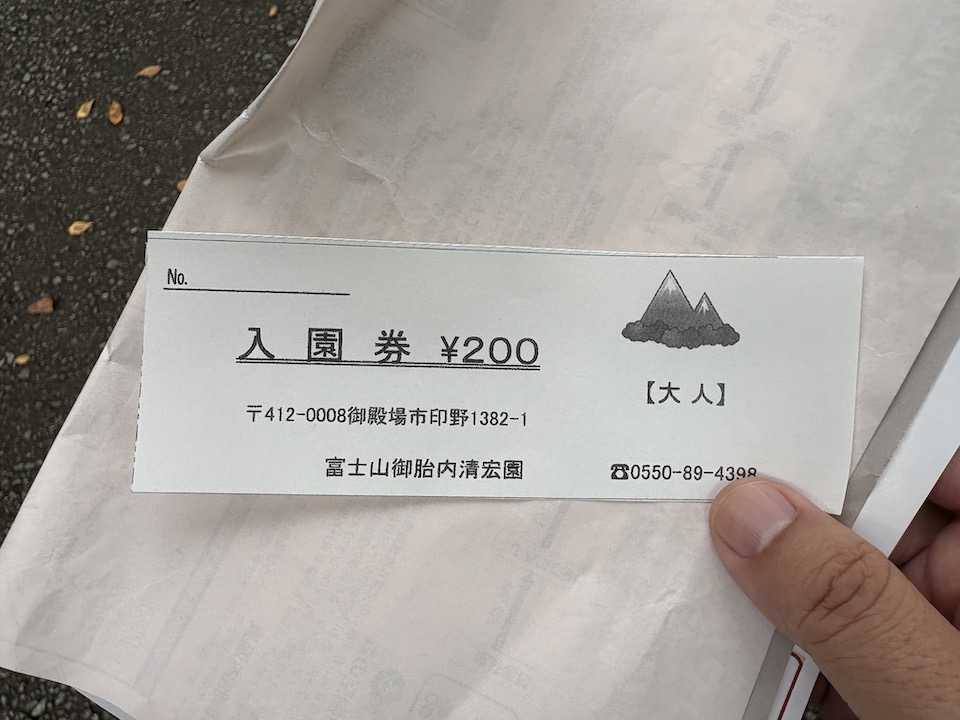 No.
入園券 ¥200
【大人】
〒412-0008御殿場市印野1382-1
富士山御胎内清宏園
☎0550-89-4398